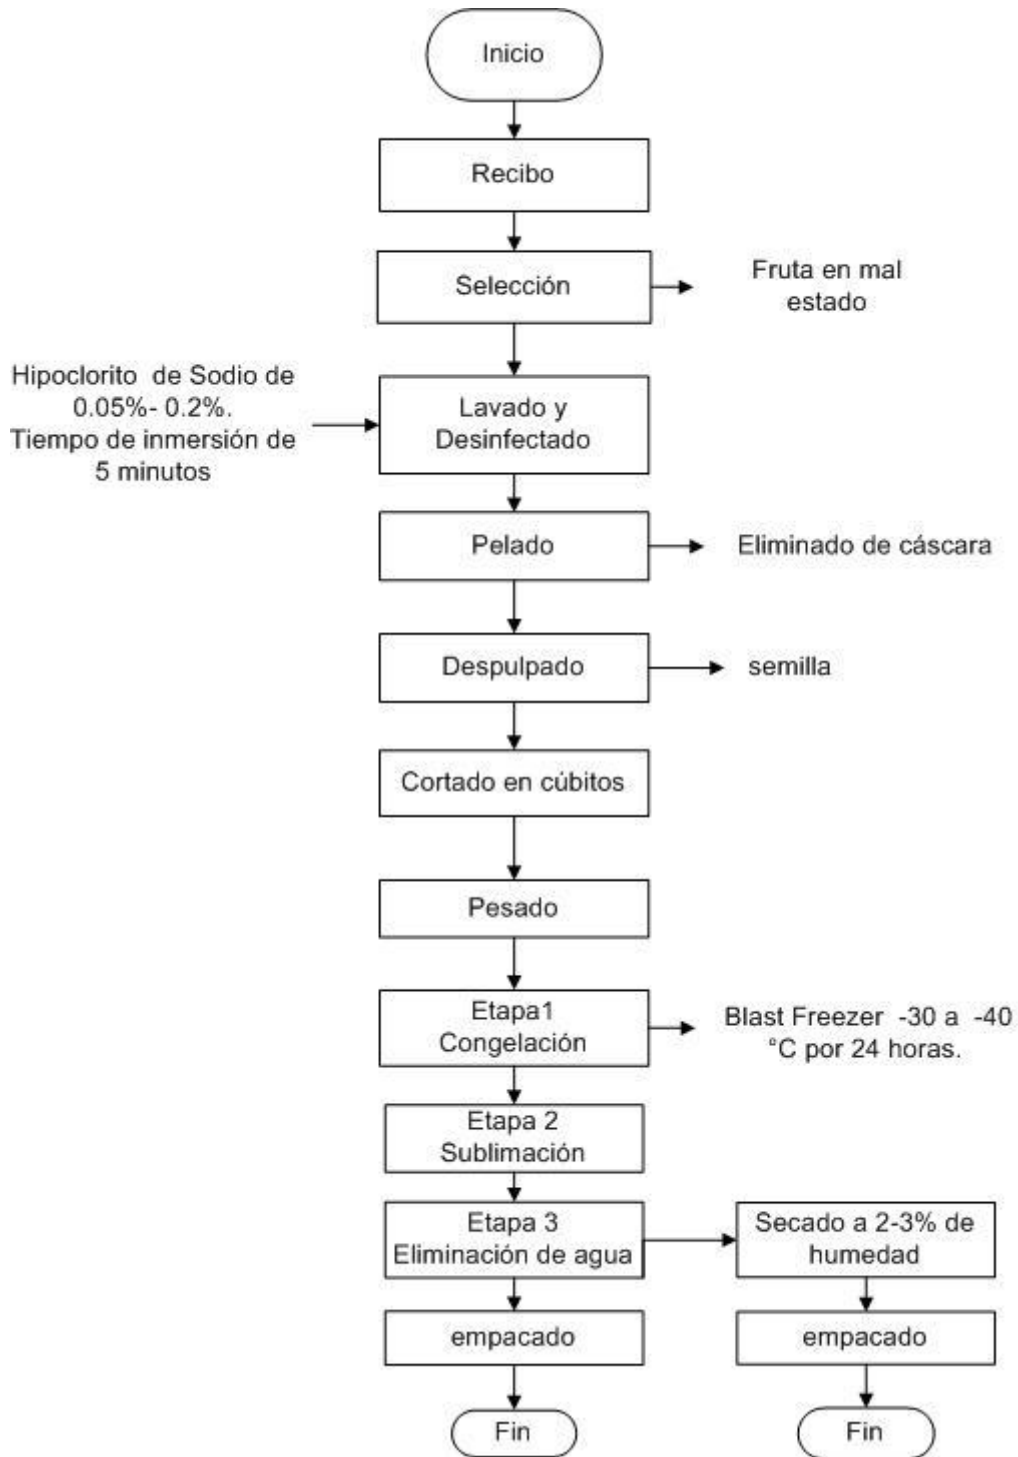 Inicio
Recibo
Selección
Fruta en mal
estado
Hipoclorito de Sodio de
0.05%- 0.2%.
Tiempo de inmersión de
5 minutos
Lavado y
Desinfectado
Pelado
Eliminado de cáscara
Despulpado
semilla
Cortado en cúbitos
Pesado
Etapa1
Congelación
Blast Freezer -30 a -40
°C por 24 horas.
Etapa 2
Sublimación
Etapa 3
Eliminación de agua
Secado a 2-3% de
humedad
empacado
empacado
Fin
Fin